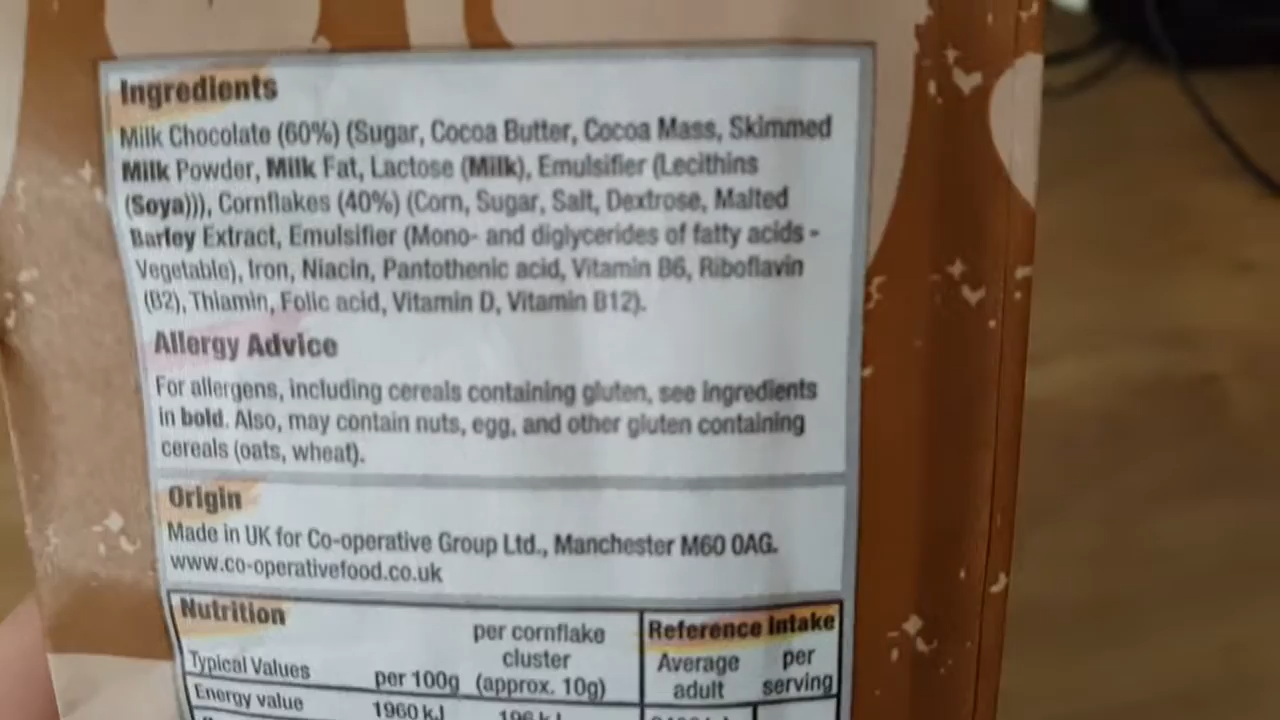 Ingredients
Milk Chocolate (60%) (Sugar, Cocoa Butter, Cocoa Mass, Skimmed
Milk Powder, Milk Fat, Lactose (Milk), Emulsifier (Lecithins
(Soya))), Cornflakes (40%) (Corn, Sugar, Salt, Dextrose, Malted
Barley Extract, Emulsifier (Mono- and diglycerides of fatty acids -
Vegetable), Iron, Niacin, Pantothenic acid, Vitamin B6, Riboflavin
(B2), Thiamin, Folic acid, Vitamin D, Vitamin B12).
Allergy Advice
For allergens, including cereals containing gluten, see ingredients
in bold. Also, may contain nuts, egg, and other gluten containing
cereals (oats, wheat).
Origin
Made in UK for Co-operative Group Ltd., Manchester M60 0AG.
www.co-operativefood.co.uk
Nutrition
per cornflake Reference Intake
cluster Average per
Typical Values per 100g (approx. 10g) adult serving
Energy value 1960 kJ 196 kJ